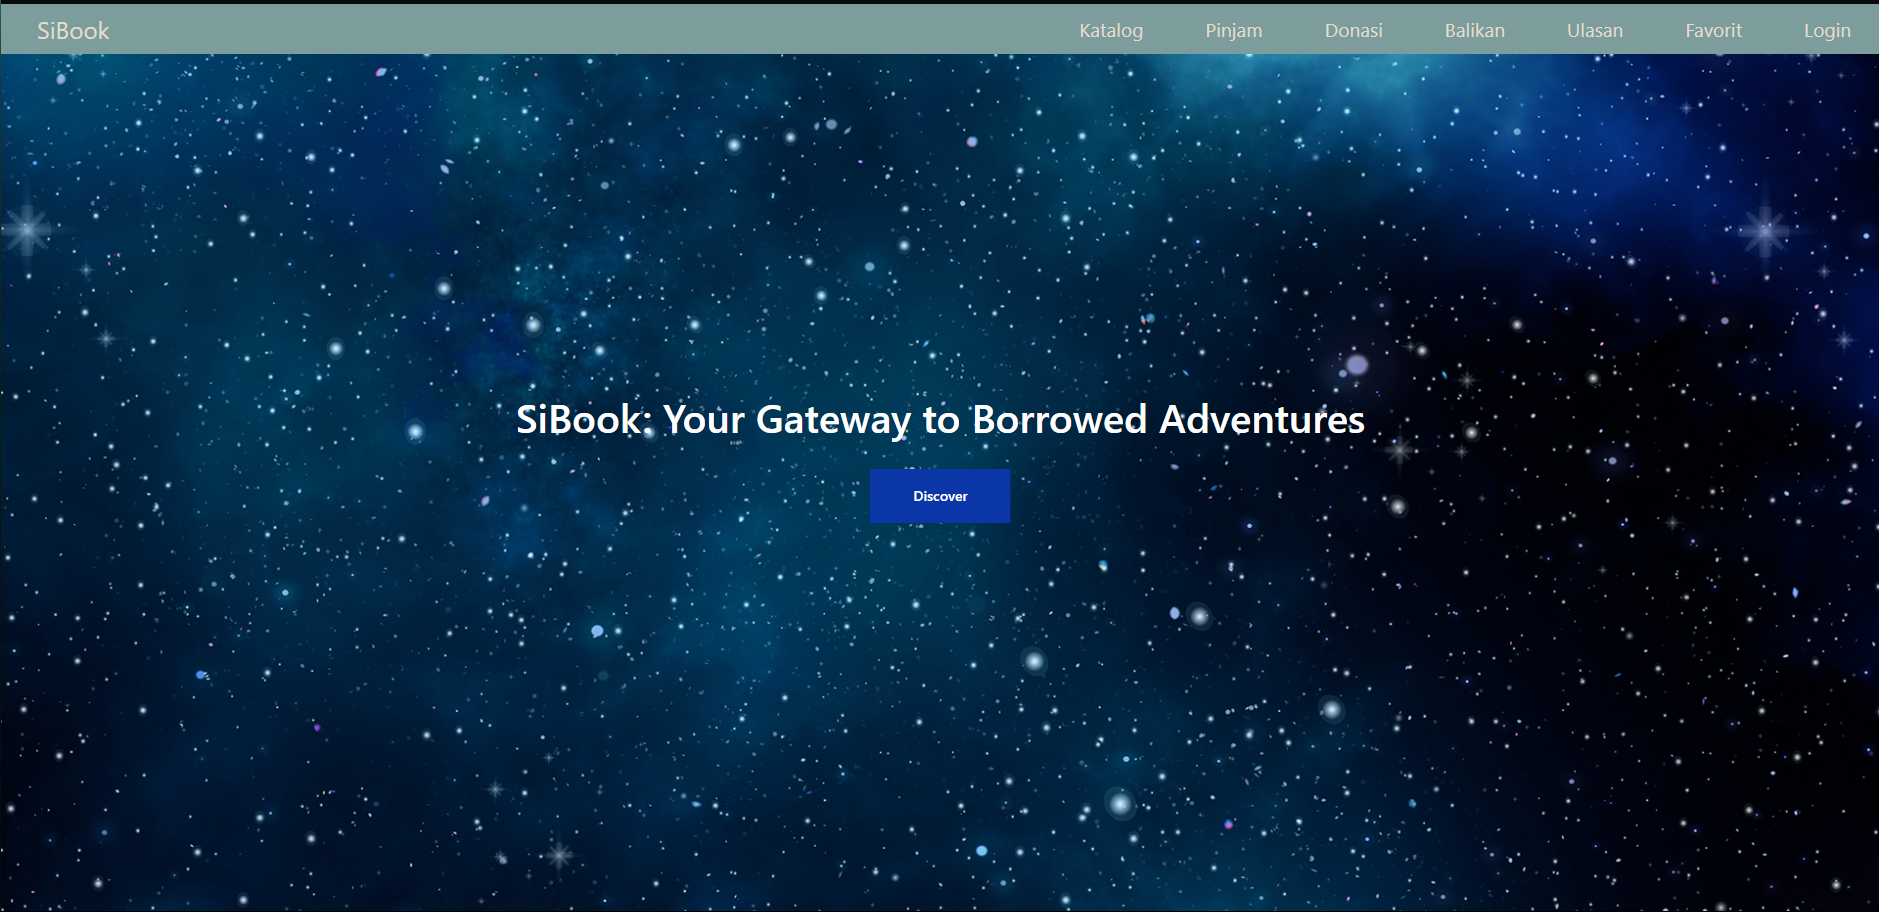 SiBook Katalog Pinjam Donasi Balikan Ulasan Favorit Login
SiBook: Your Gateway to Borrowed Adventures
Discover